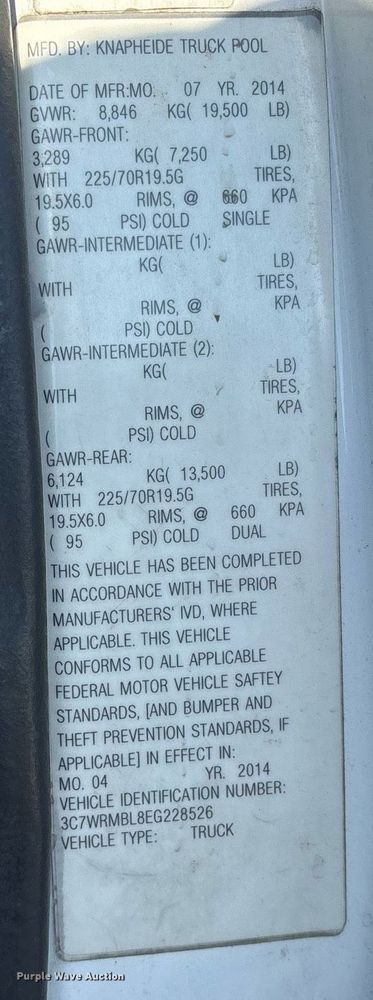 MFD. BY: KNAPHEIDE TRUCK POOL
DATE OF MFR:MO. 07 YR. 2014
GVWR: 8,846 KG( 19,500 LB)
GAWR-FRONT:
3,289 KG( 7,250 LB)
WITH 225/70R19.5G TIRES,
19.5X6.0 RIMS, @ 660 KPA
( 95 PSI) COLD SINGLE
GAWR-INTERMEDIATE (1):
KG( LB)
WITH TIRES,
RIMS, @ KPA
( PSI) COLD
GAWR-INTERMEDIATE (2):
KG( LB)
WITH TIRES,
RIMS, @ KPA
( PSI) COLD
GAWR-REAR:
6,124 KG( 13,500 LB)
WITH 225/70R19.5G TIRES,
19.5X6.0 RIMS, @ 660 KPA
( 95 PSI) COLD DUAL
THIS VEHICLE HAS BEEN COMPLETED
IN ACCORDANCE WITH THE PRIOR
MANUFACTURERS' IVD, WHERE
APPLICABLE. THIS VEHICLE
CONFORMS TO ALL APPLICABLE
FEDERAL MOTOR VEHICLE SAFTEY
STANDARDS, [AND BUMPER AND
THEFT PREVENTION STANDARDS, IF
APPLICABLE] IN EFFECT IN:
MO. 04 YR. 2014
VEHICLE IDENTIFICATION NUMBER:
3C7WRMBL8EG228526
VEHICLE TYPE: TRUCK
Purple Wave Auction